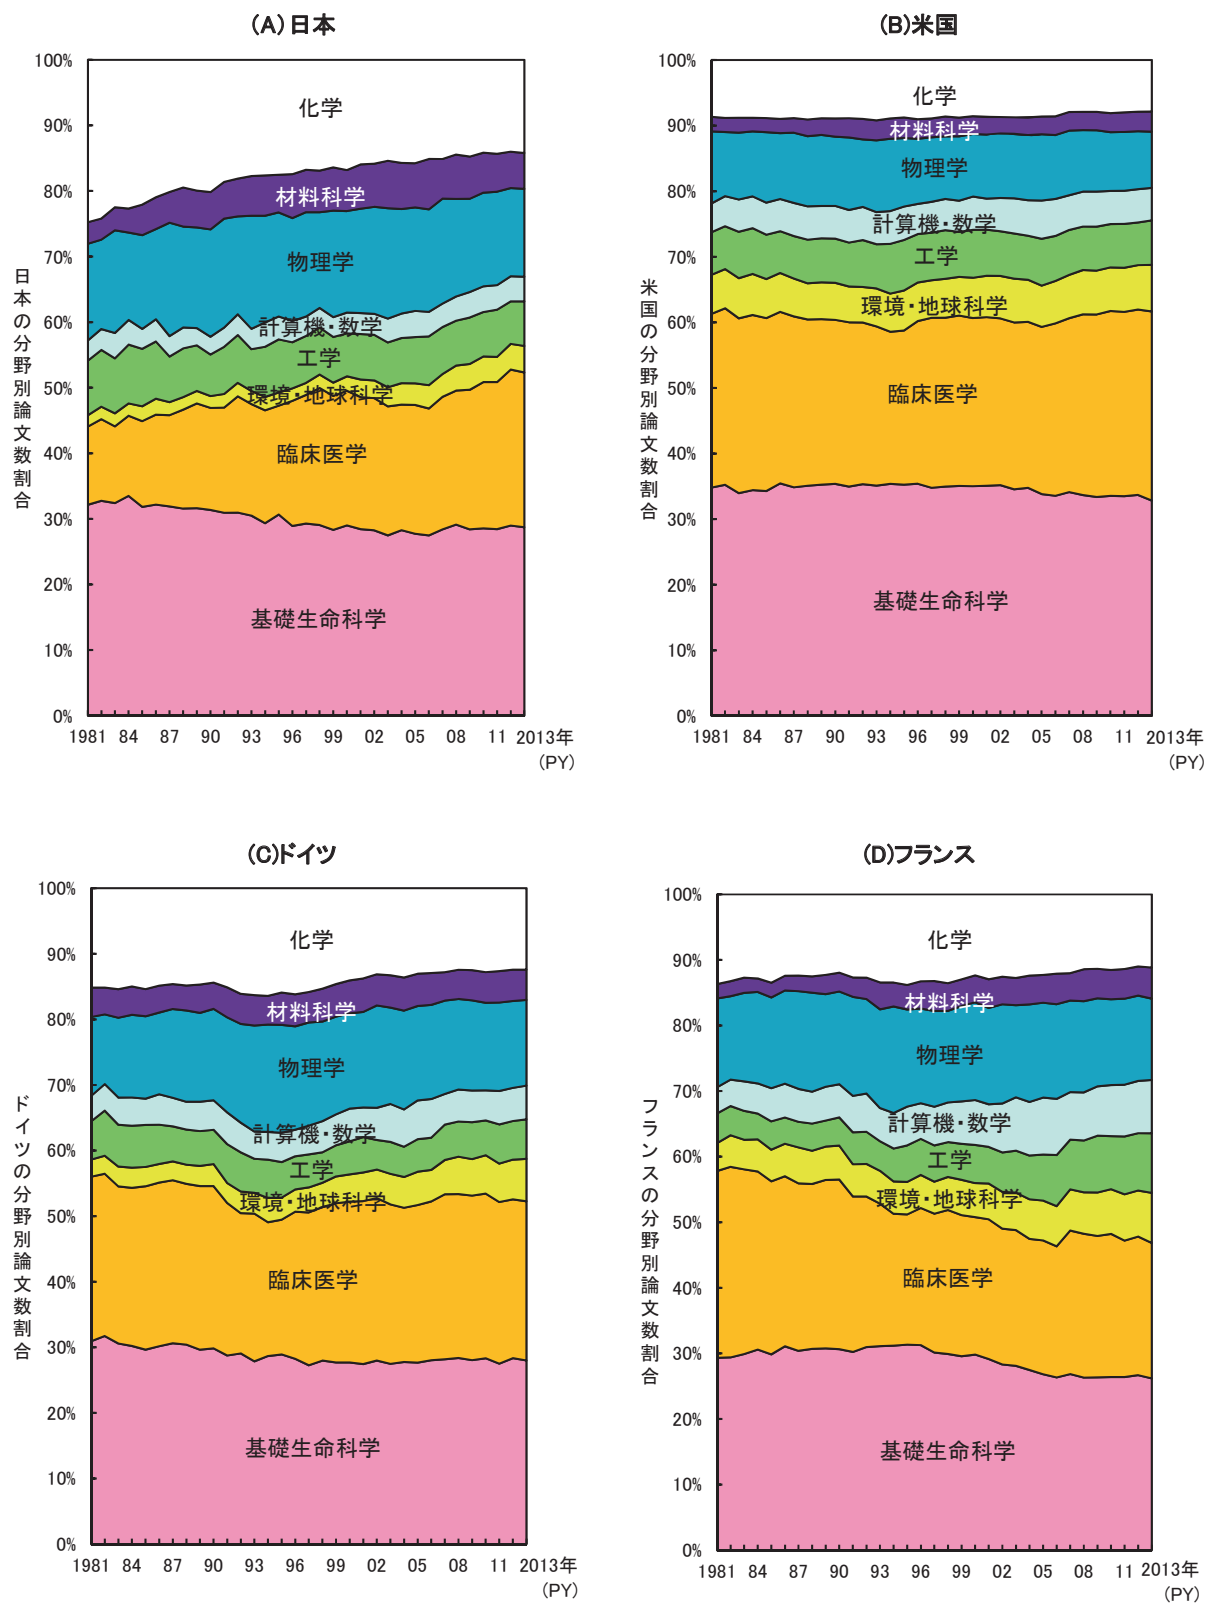 (A)日本
100%
90%
80%
70%
60%
50%
40%
30%
20%
10%
0%
日本の分野別論文数割合
化学
材料科学
物理学
計算機・数学
工学
環境・地球科学
臨床医学
基礎生命科学
1981 84 87 90 93 96 99 02 05 08 11 2013年
(PY)
(B)米国
100%
90%
80%
70%
60%
50%
40%
30%
20%
10%
0%
米国の分野別論文数割合
化学
材料科学
物理学
計算機・数学
工学
環境・地球科学
臨床医学
基礎生命科学
1981 84 87 90 93 96 99 02 05 08 11 2013年
(PY)
(C)ドイツ
100%
90%
80%
70%
60%
50%
40%
30%
20%
10%
0%
ドイツの分野別論文数割合
化学
材料科学
物理学
計算機・数学
工学
環境・地球科学
臨床医学
基礎生命科学
1981 84 87 90 93 96 99 02 05 08 11 2013年
(PY)
(D)フランス
100%
90%
80%
70%
60%
50%
40%
30%
20%
10%
0%
フランスの分野別論文数割合
化学
材料科学
物理学
計算機・数学
工学
環境・地球科学
臨床医学
基礎生命科学
1981 84 87 90 93 96 99 02 05 08 11 2013年
(PY)